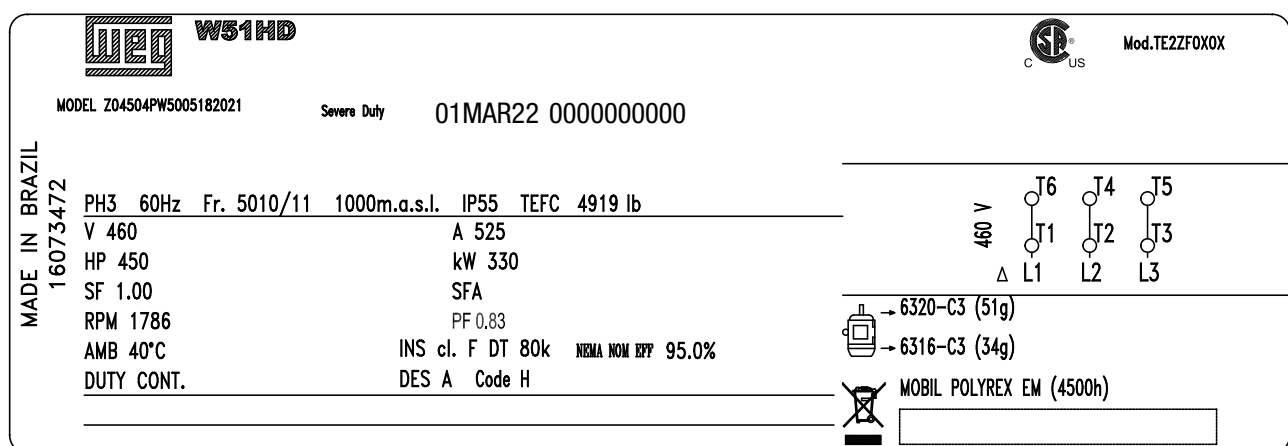 WEG W51HD
CSA
C US
Mod.TE2ZF0X0X
MODEL Z04504PW5005182021 Severe Duty 01MAR22 0000000000
MADE IN BRAZIL
16073472
PH3 60Hz Fr. 5010/11 1000m.a.s.l. IP55 TEFC 4919 lb
V 460 A 525
HP 450 kW 330
SF 1.00 SFA
RPM 1786 PF 0.83
AMB 40°C INS cl. F DT 80k NEMA NOM EFF 95.0%
DUTY CONT. DES A Code H
460 V
T6 T4 T5
T1 T2 T3
Δ L1 L2 L3
→ 6320-C3 (51g)
→ 6316-C3 (34g)
MOBIL POLYREX EM (4500h)